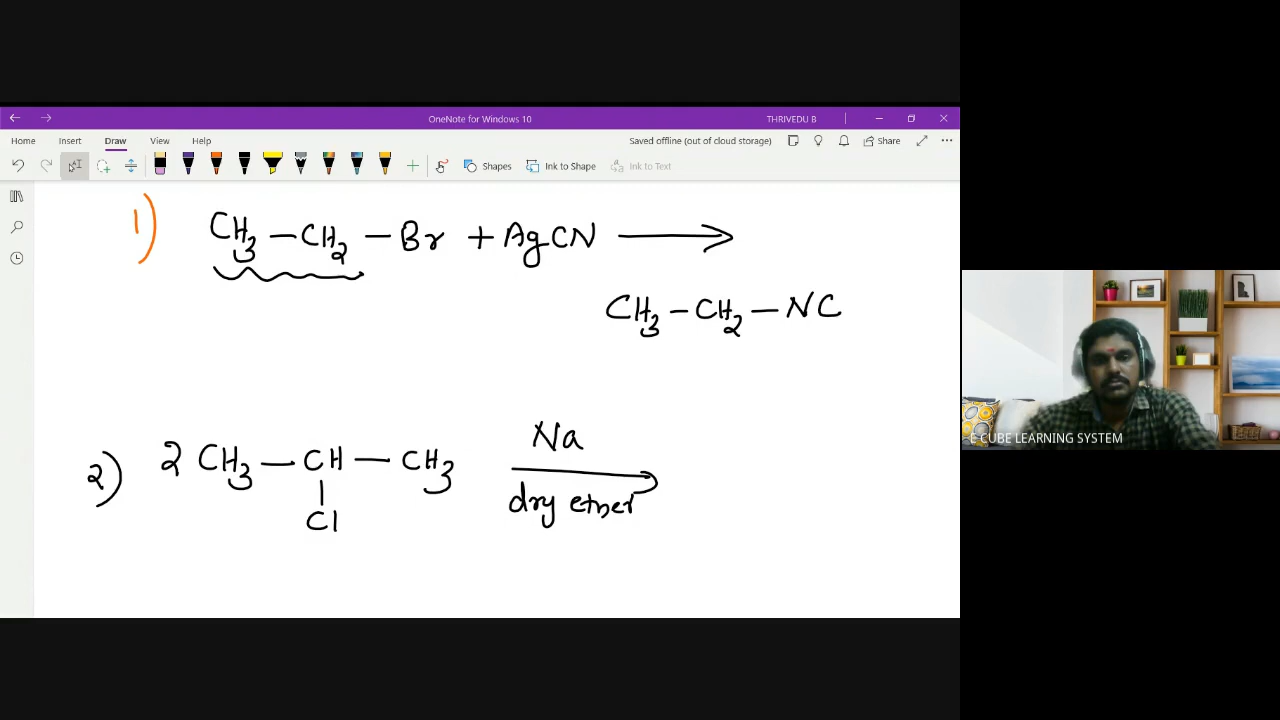 OneNote for Windows 10
THRIVEDU B
Home Insert Draw View Help
Saved offline (out of cloud storage)
Share
Shapes
Ink to Shape
Ink to Text
1) CH3 — CH2 — Br + AgCN ⟶
CH3 — CH2 — NC
Na
2) 2 CH3 — CH — CH3
dry ether
Cl
E CUBE LEARNING SYSTEM